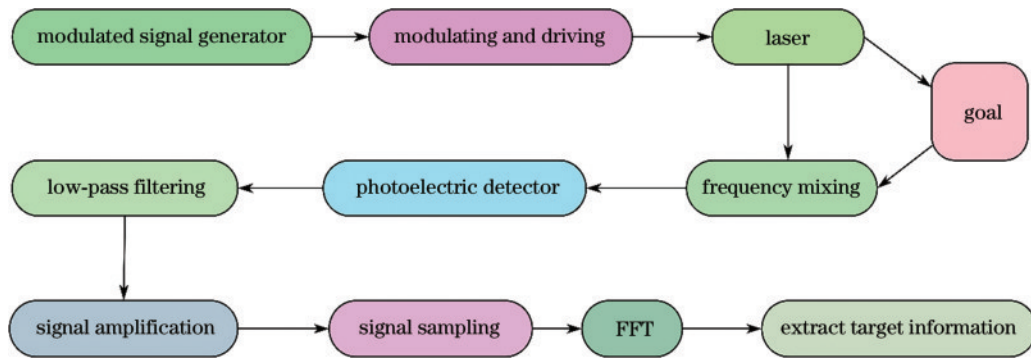 modulated signal generator
modulating and driving
laser
goal
low-pass filtering
photoelectric detector
frequency mixing
signal amplification
signal sampling
FFT
extract target information